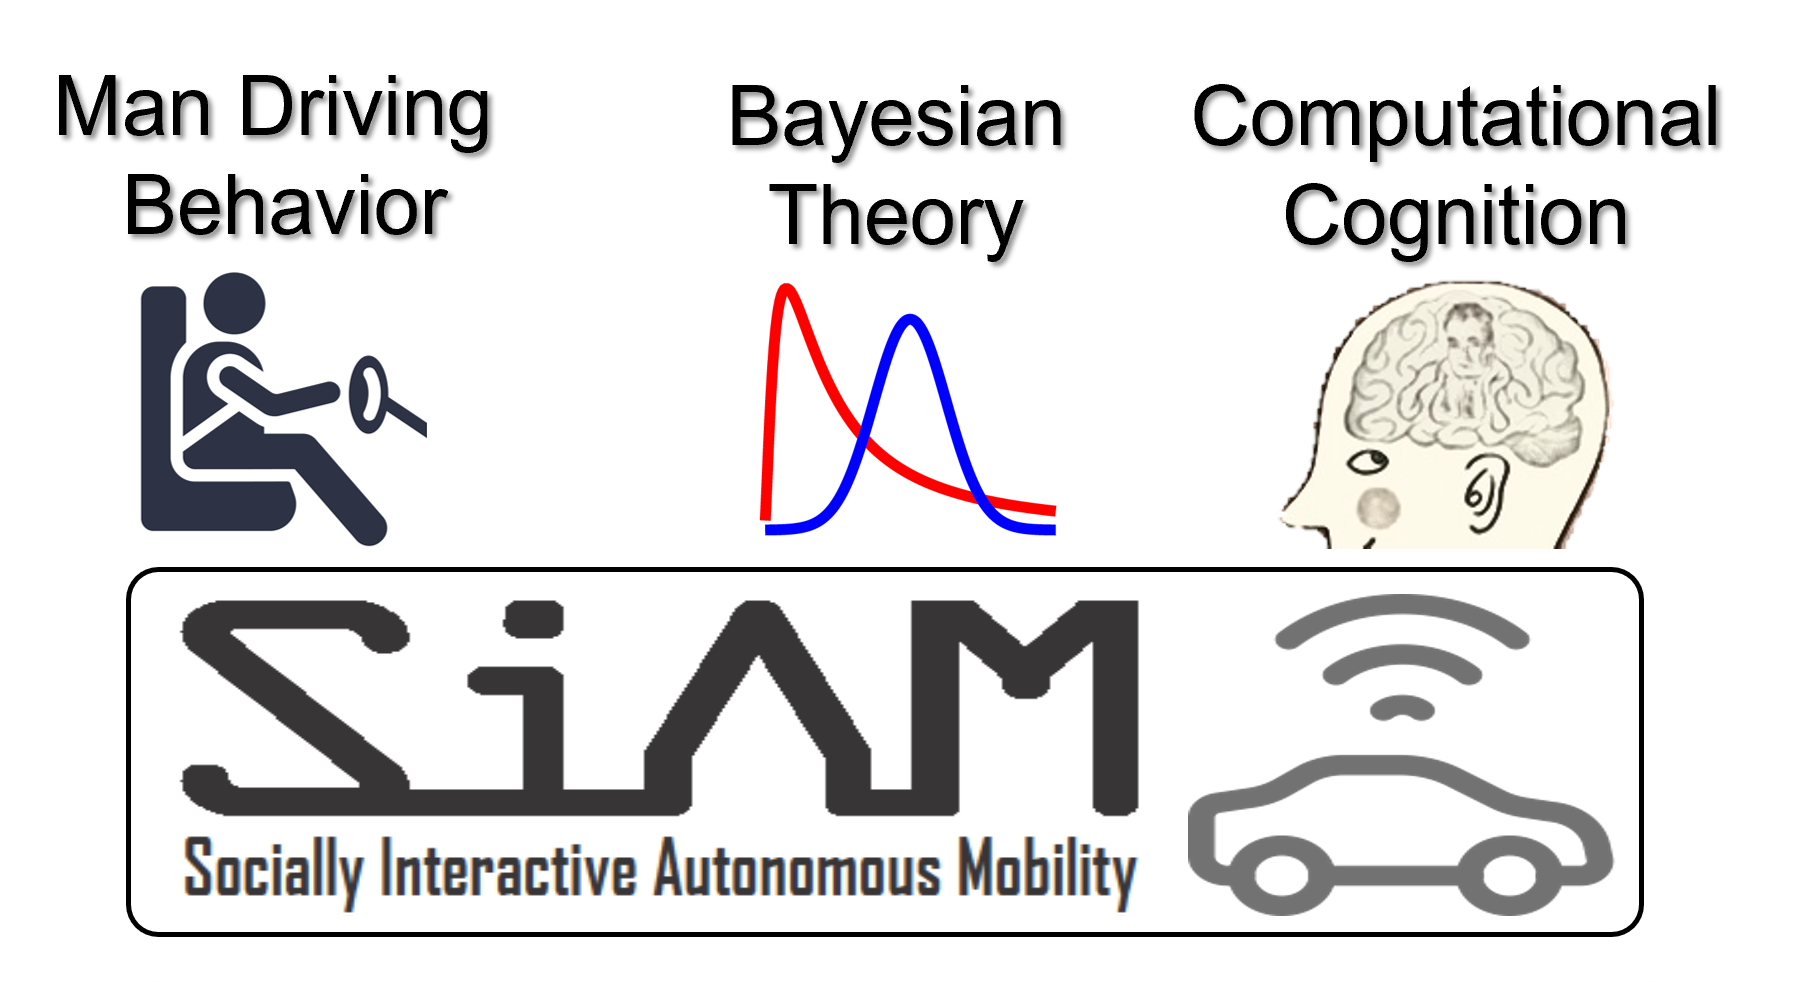 Man Driving
Behavior
Bayesian
Theory
Computational
Cognition
SiAM
Socially Interactive Autonomous Mobility